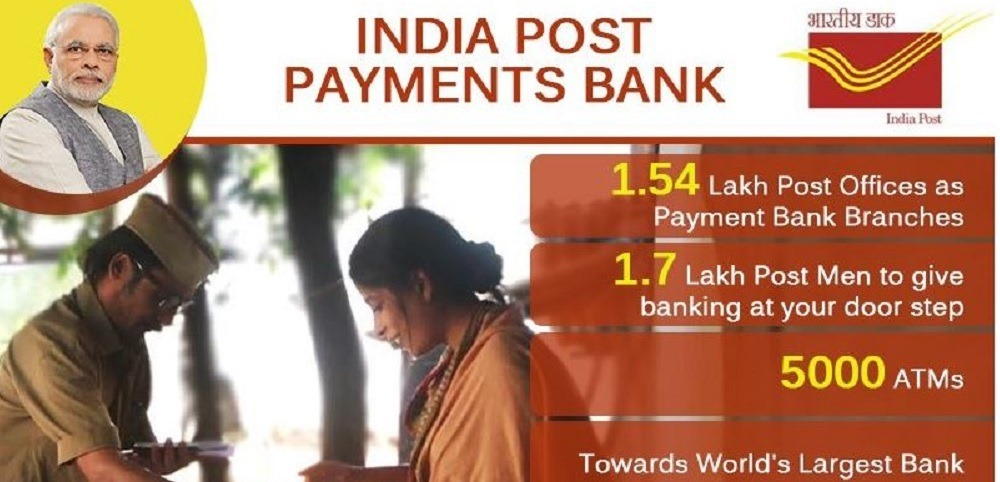 INDIA POST
PAYMENTS BANK
भारतीय डाक
India Post
1.54 Lakh Post Offices as
Payment Bank Branches
1.7 Lakh Post Men to give
banking at your door step
5000 ATMs
Towards World's Largest Bank